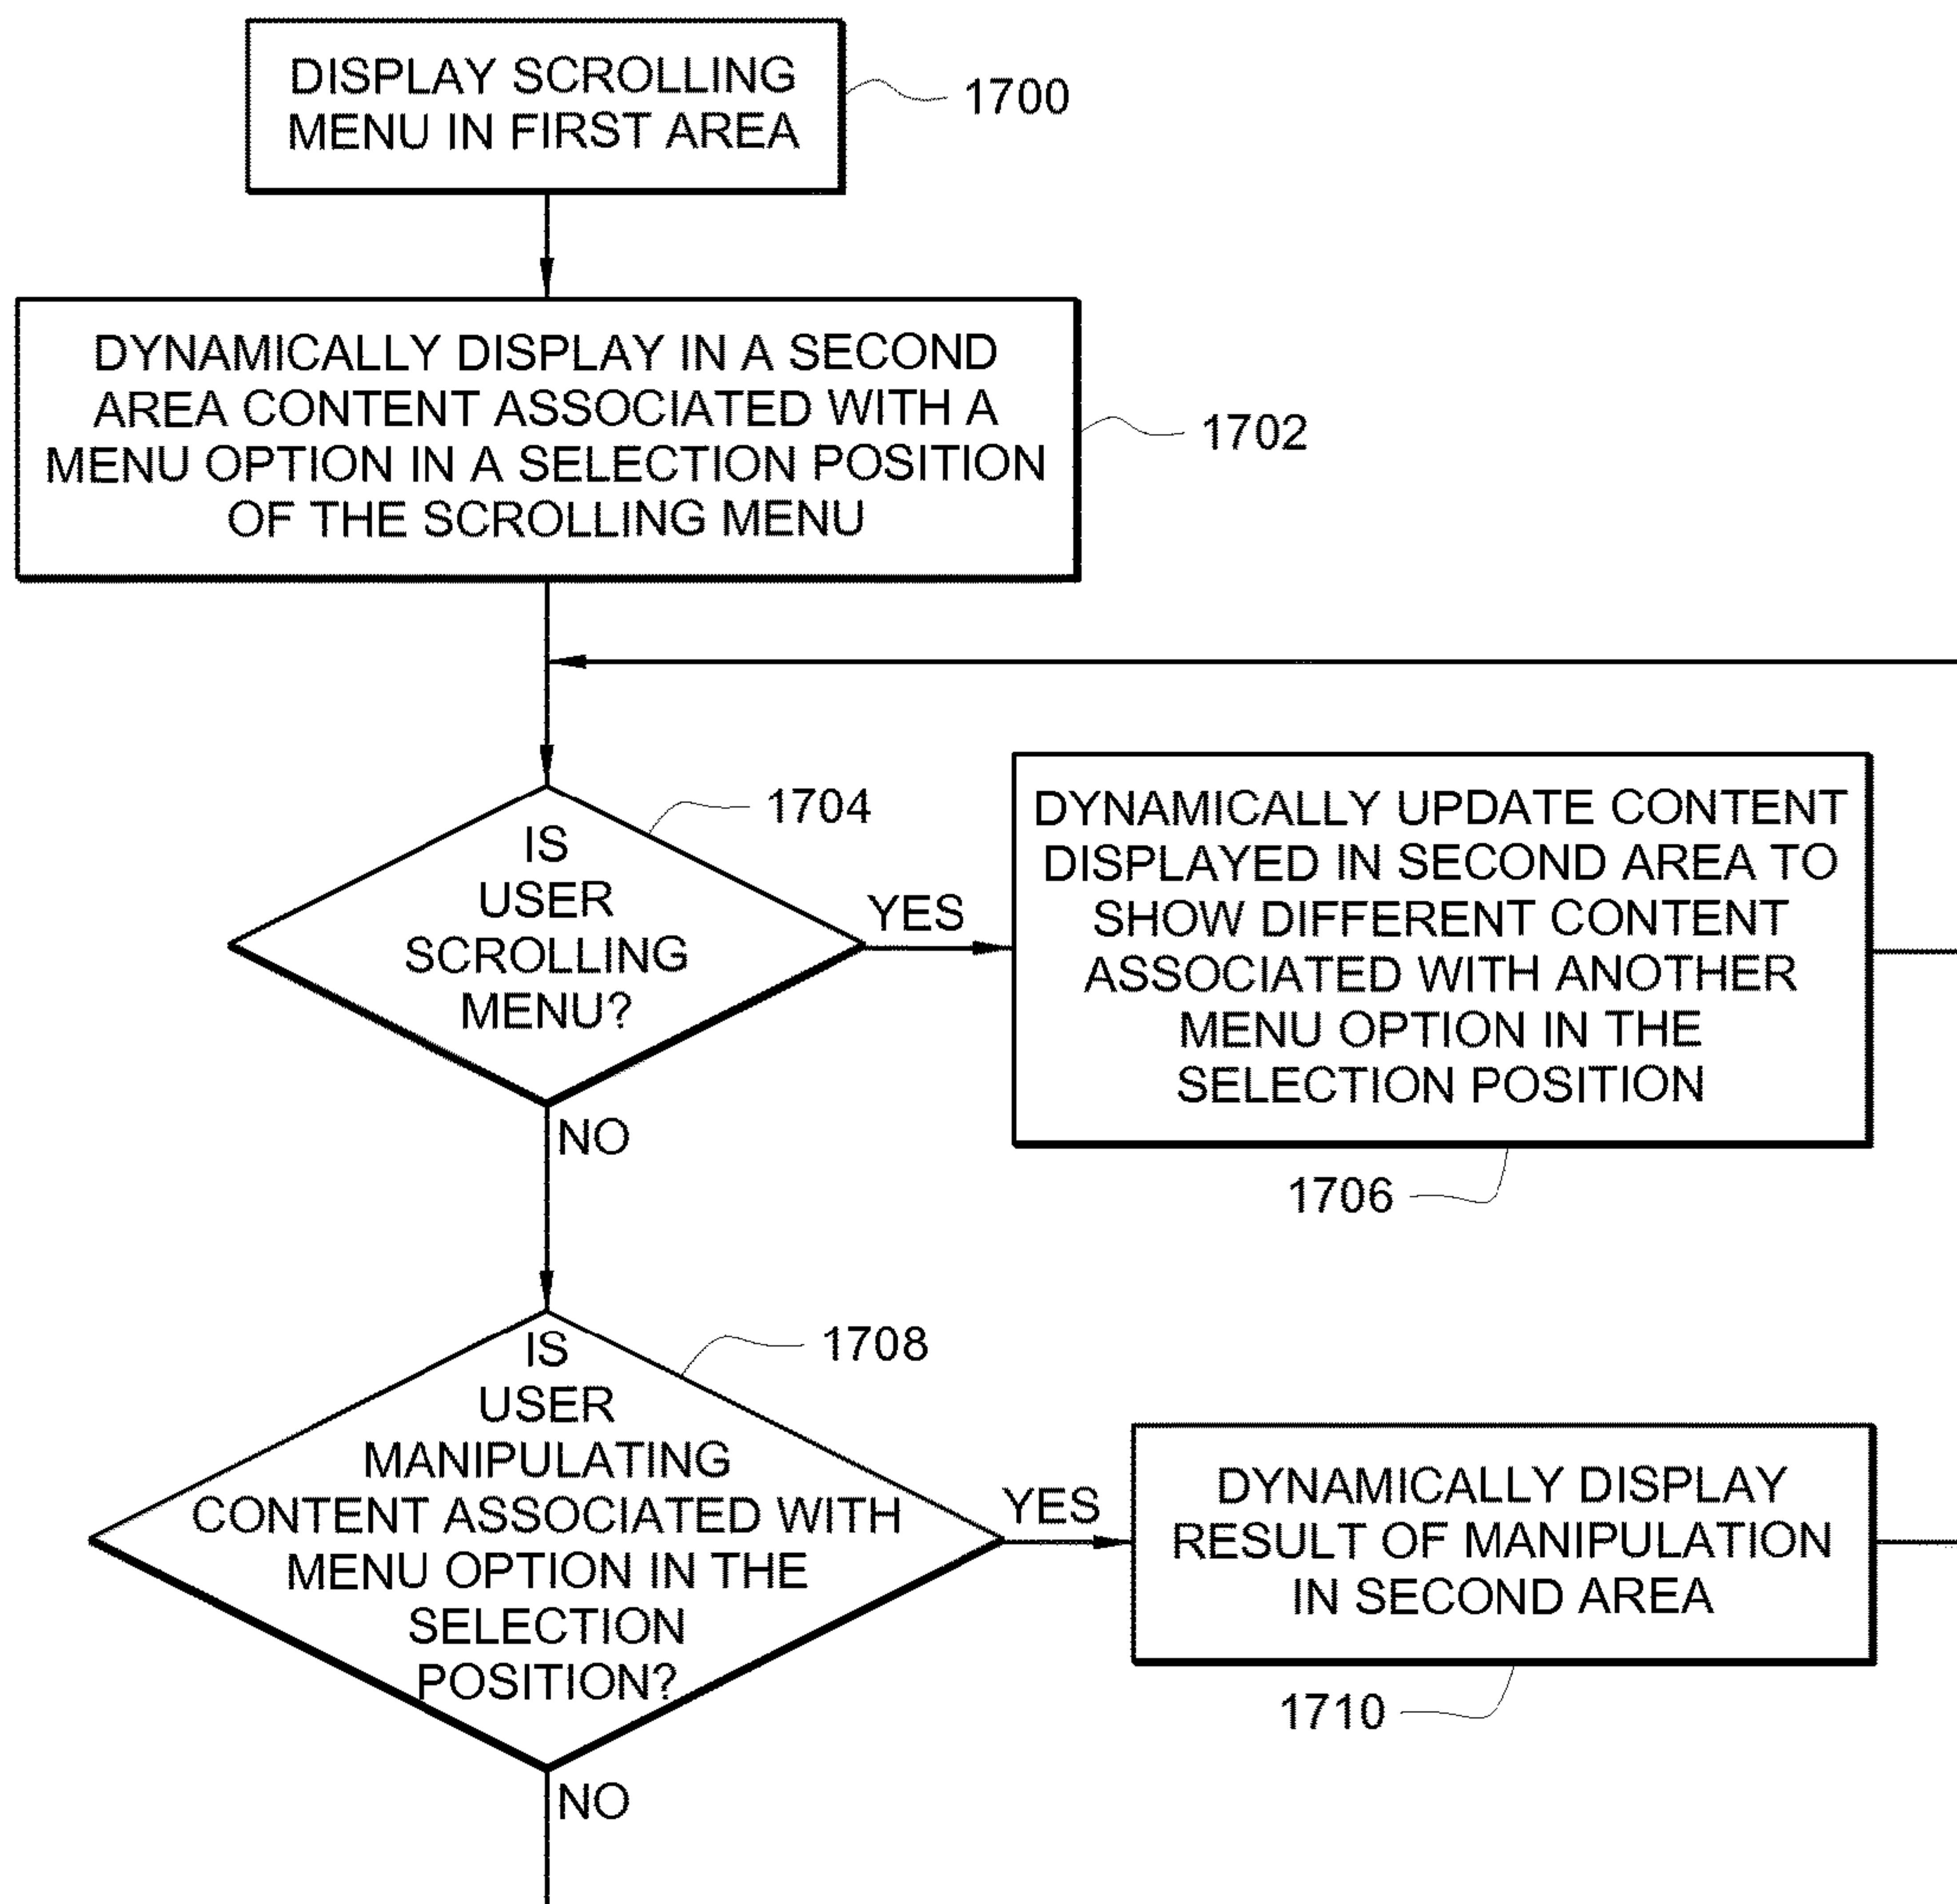 DISPLAY SCROLLING
MENU IN FIRST AREA
1700
DYNAMICALLY DISPLAY IN A SECOND
AREA CONTENT ASSOCIATED WITH A
MENU OPTION IN A SELECTION POSITION
OF THE SCROLLING MENU
1702
IS
USER
SCROLLING
MENU?
1704
YES
NO
DYNAMICALLY UPDATE CONTENT
DISPLAYED IN SECOND AREA TO
SHOW DIFFERENT CONTENT
ASSOCIATED WITH ANOTHER
MENU OPTION IN THE
SELECTION POSITION
1706
IS
USER
MANIPULATING
CONTENT ASSOCIATED WITH
MENU OPTION IN THE
SELECTION
POSITION?
1708
YES
NO
DYNAMICALLY DISPLAY
RESULT OF MANIPULATION
IN SECOND AREA
1710